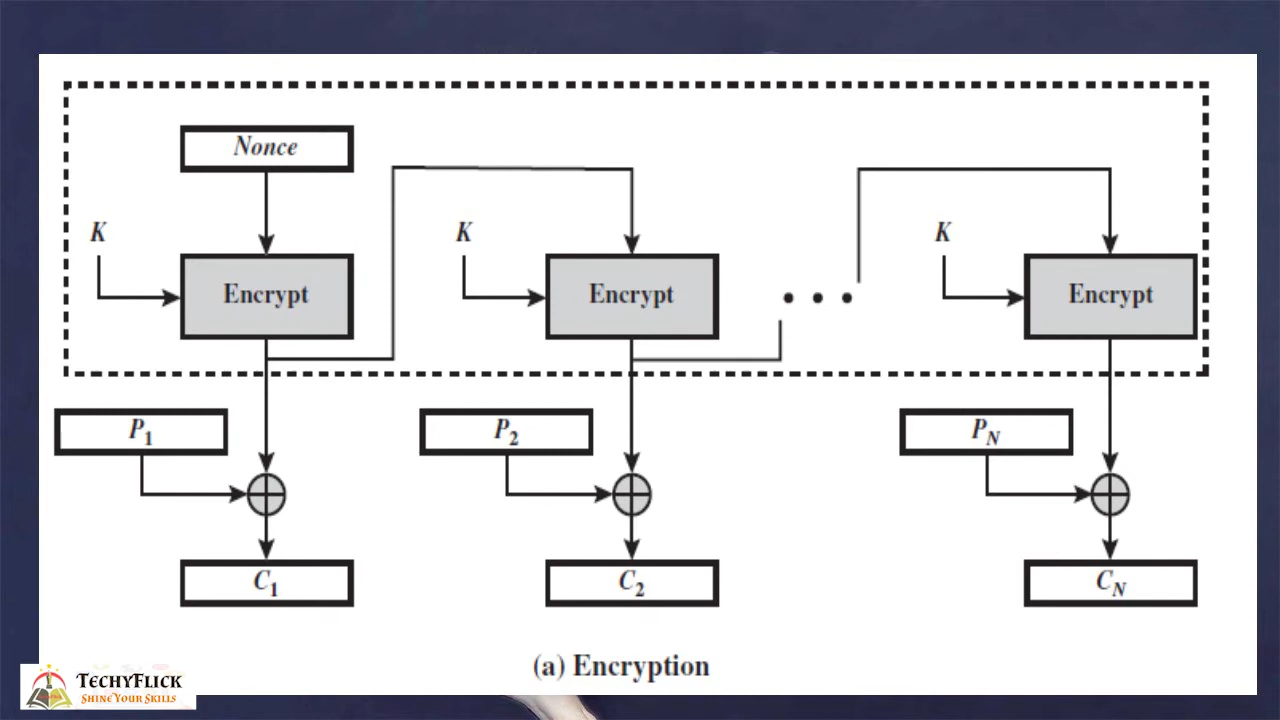 Nonce
K
K
K
Encrypt
Encrypt
Encrypt
P1
P2
PN
C1
C2
CN
(a) Encryption
TECHYFLICK
SHINE YOUR SKILLS